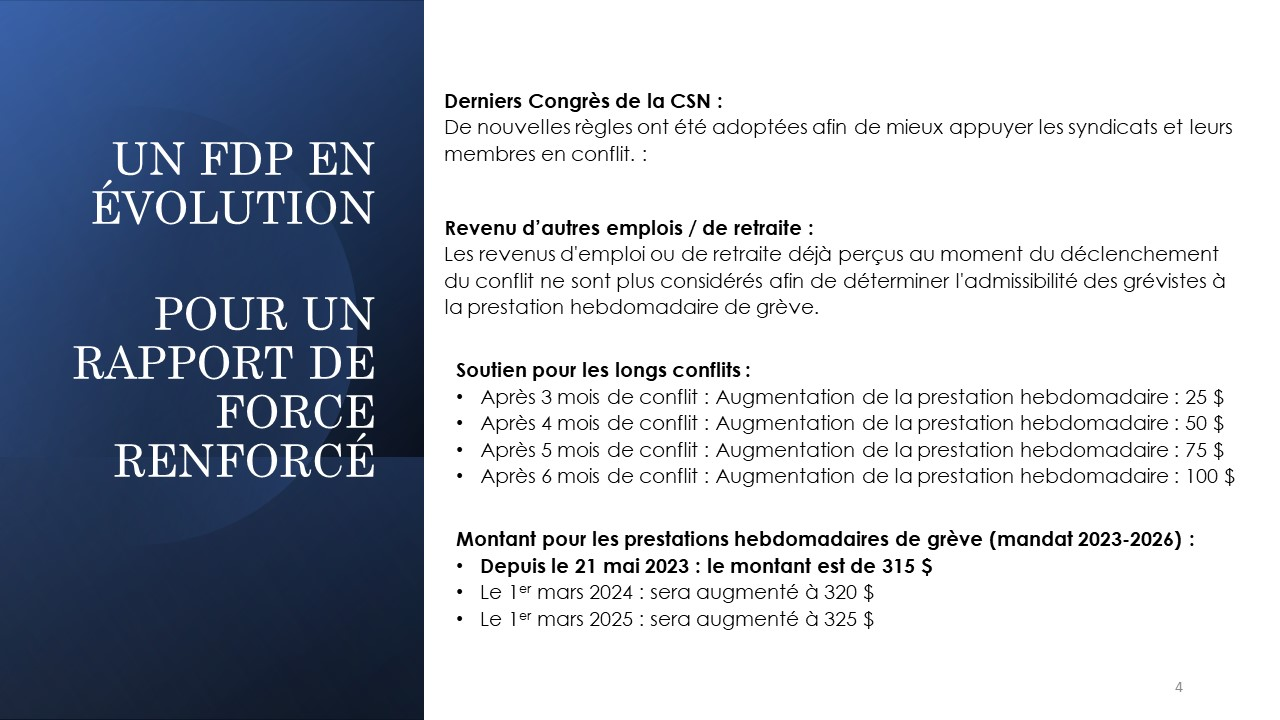 UN FDP EN
ÉVOLUTION
POUR UN
RAPPORT DE
FORCE
RENFORCÉ
Derniers Congrès de la CSN :
De nouvelles règles ont été adoptées afin de mieux appuyer les syndicats et leurs
membres en conflit. :
Revenu d’autres emplois / de retraite :
Les revenus d'emploi ou de retraite déjà perçus au moment du déclenchement
du conflit ne sont plus considérés afin de déterminer l'admissibilité des grévistes à
la prestation hebdomadaire de grève.
Soutien pour les longs conflits :
• Après 3 mois de conflit : Augmentation de la prestation hebdomadaire : 25 $
• Après 4 mois de conflit : Augmentation de la prestation hebdomadaire : 50 $
• Après 5 mois de conflit : Augmentation de la prestation hebdomadaire : 75 $
• Après 6 mois de conflit : Augmentation de la prestation hebdomadaire : 100 $
Montant pour les prestations hebdomadaires de grève (mandat 2023-2026) :
• Depuis le 21 mai 2023 : le montant est de 315 $
• Le 1er mars 2024 : sera augmenté à 320 $
• Le 1er mars 2025 : sera augmenté à 325 $
4